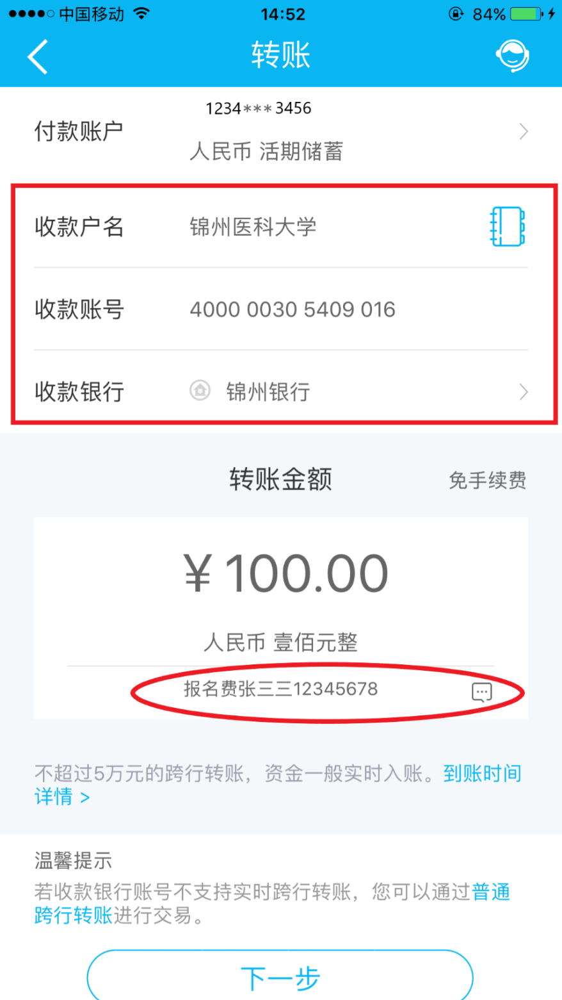 中国移动 14:52 84%
转账
1234***3456
付款账户
人民币 活期储蓄
收款户名 锦州医科大学
收款账号 4000 0030 5409 016
收款银行 锦州银行
转账金额 免手续费
¥100.00
人民币 壹佰元整
报名费张三三12345678
不超过5万元的跨行转账，资金一般实时入账。到账时间
详情 >
温馨提示
若收款银行账号不支持实时跨行转账，您可以通过普通
跨行转账进行交易。
下一步